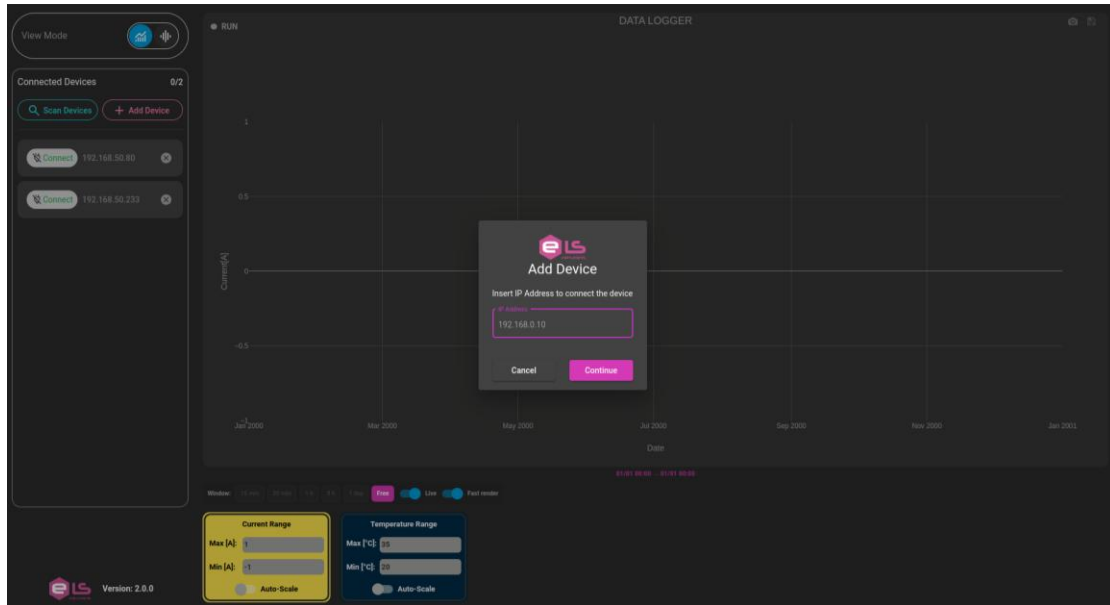 View Mode
RUN
DATA LOGGER
Connected Devices 0/2
Scan Devices
+ Add Device
Connect 192.168.50.80
Connect 192.168.50.233
1
0.5
0
-0.5
-1
Current[A]
Jan 2000
Mar 2000
May 2000
Jul 2000
Sep 2000
Nov 2000
Jan 2001
Date
eLS
Add Device
Insert IP Address to connect the device
IP Address
192.168.0.10
Cancel
Continue
Window:
Free
Live
Fast render
Current Range
Max [A]: 1
Min [A]: -1
Auto-Scale
Temperature Range
Max [°C]: 35
Min [°C]: 20
Auto-Scale
eLS
Version: 2.0.0